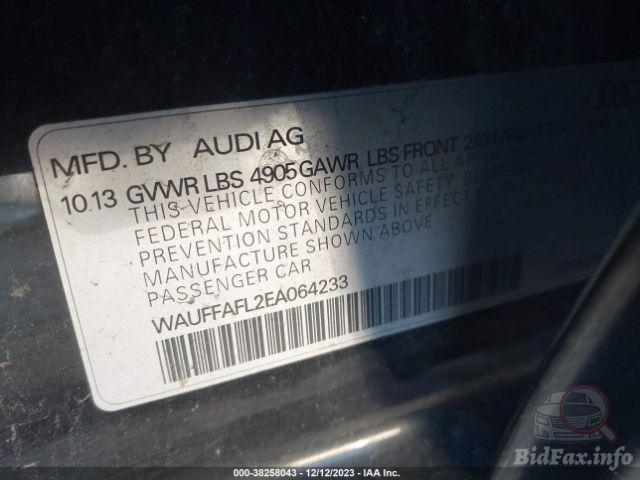 MFD. BY AUDI AG
10.13 GVWR LBS 4905 GAWR LBS FRONT
THIS VEHICLE CONFORMS TO ALL
FEDERAL MOTOR VEHICLE SAFETY
PREVENTION STANDARDS IN EFFECT
MANUFACTURE SHOWN ABOVE
PASSENGER CAR
WAUFFAFL2EA064233
000-38258043 — 12/12/2023 — IAA Inc.
BidFax.info